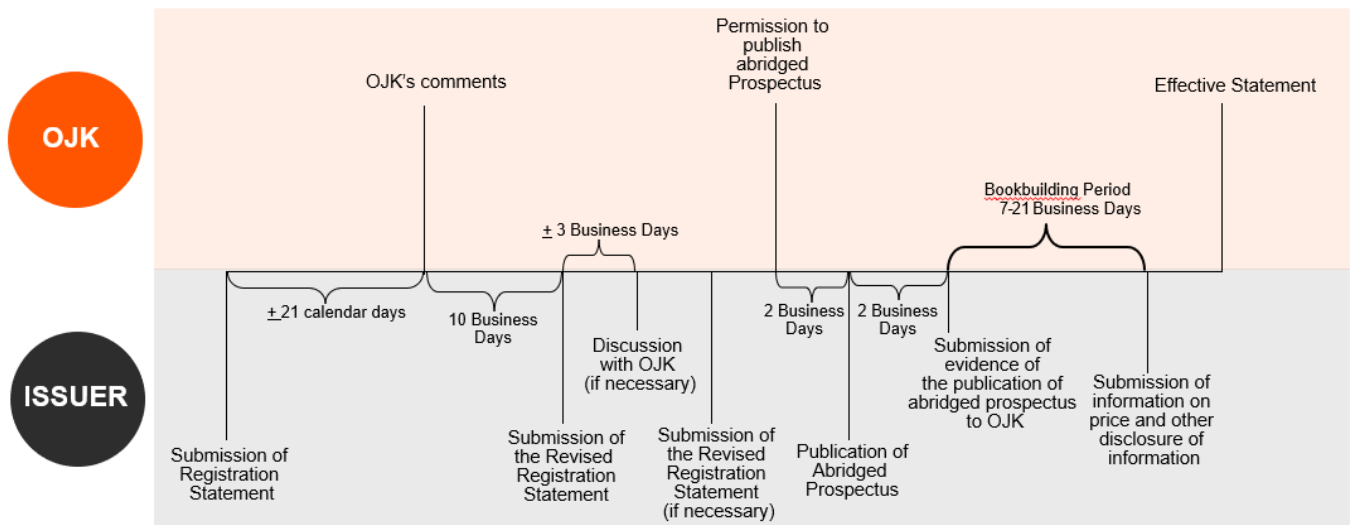 OJK
OJK's comments
Permission to
publish
abridged
Prospectus
Effective Statement
Bookbuilding Period
7-21 Business Days
+ 3 Business Days
+ 21 calendar days
10 Business
Days
2 Business
Days
2 Business
Days
ISSUER
Submission of
Registration
Statement
Submission of
the Revised
Registration
Statement
Discussion
with OJK
(if necessary)
Submission of
the Revised
Registration
Statement
(if necessary)
Publication of
Abridged
Prospectus
Submission of
evidence of
the publication of
abridged prospectus
to OJK
Submission of
information on
price and other
disclosure of
information